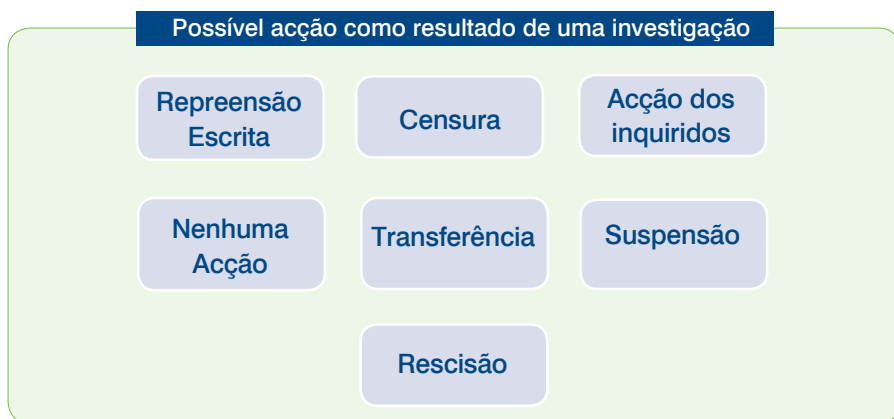 Possível acção como resultado de uma investigação
Repreensão
Escrita
Censura
Acção dos
inquiridos
Nenhuma
Acção
Transferência
Suspensão
Rescisão